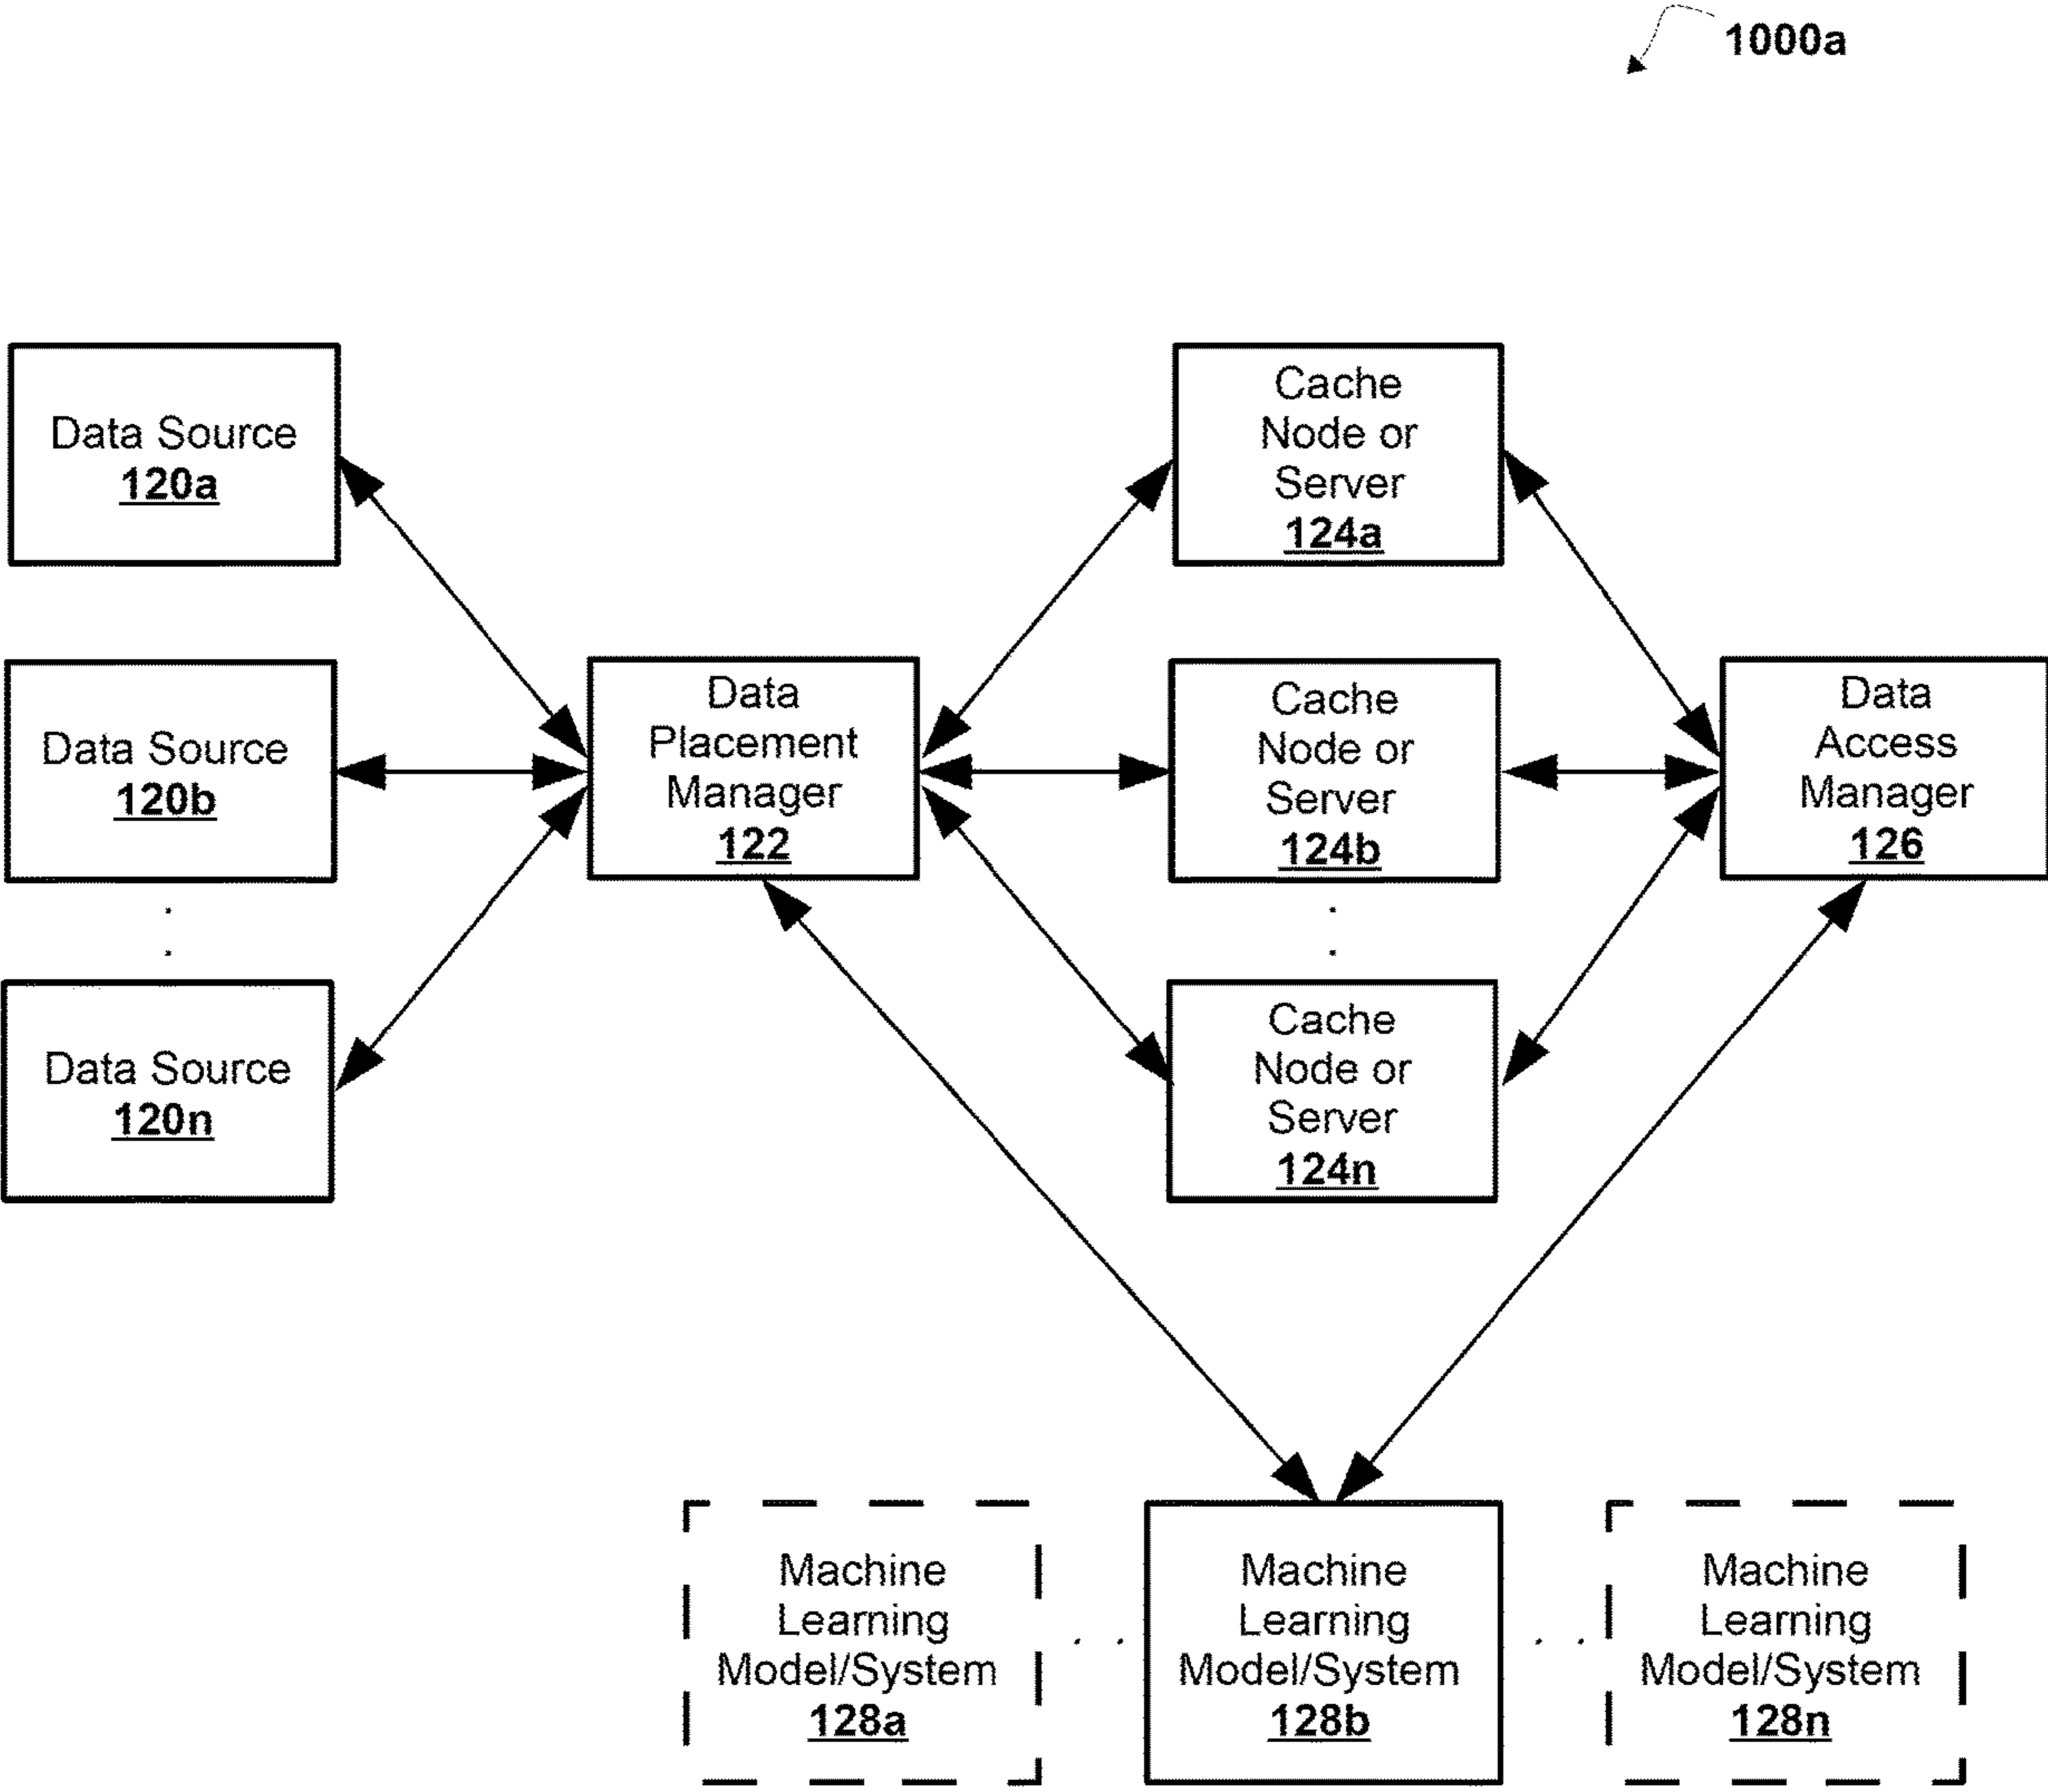 1000a
Data Source
120a
Cache
Node or
Server
124a
Data Source
120b
Data
Placement
Manager
122
Cache
Node or
Server
124b
Data
Access
Manager
126
Data Source
120n
Cache
Node or
Server
124n
Machine
Learning
Model/System
128a
Machine
Learning
Model/System
128b
Machine
Learning
Model/System
128n